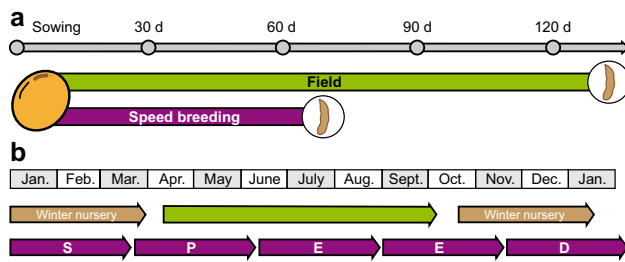 a
Sowing 30 d 60 d 90 d 120 d
Field
Speed breeding
b
Jan. Feb. Mar. Apr. May June July Aug. Sept. Oct. Nov. Dec. Jan.
Winter nursery Winter nursery
S P E E D